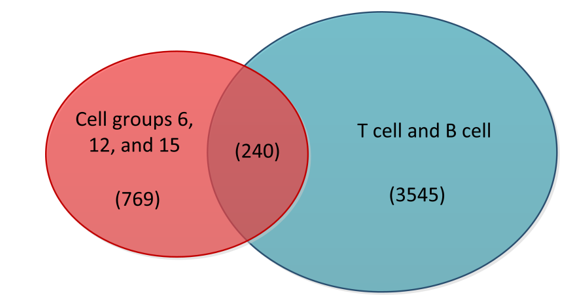 Cell groups 6,
12, and 15
(769)
(240)
T cell and B cell
(3545)